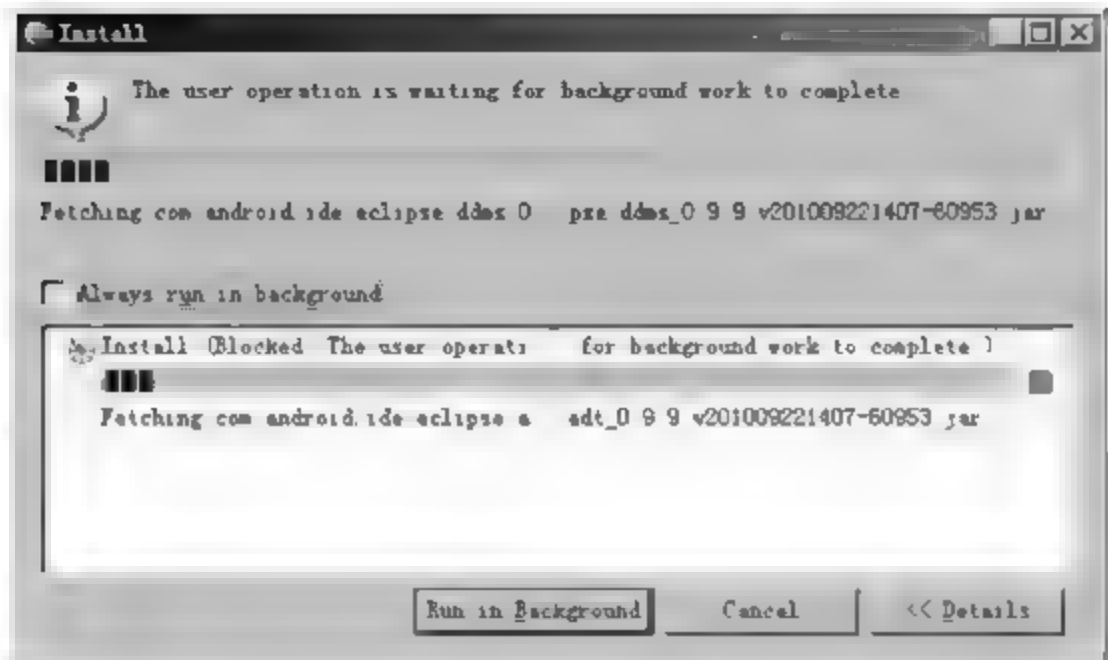 Install
The user operation is waiting for background work to complete
Fetching com android ide eclipse ddms 0 pse ddms_0 9 9 v201009221407-60953 jar
Always run in background
Install (Blocked The user operati for background work to complete )
Fetching com android.ide eclipse a adt_0 9 9 v201009221407-60953 jar
Run in Background
Cancel
<< Details